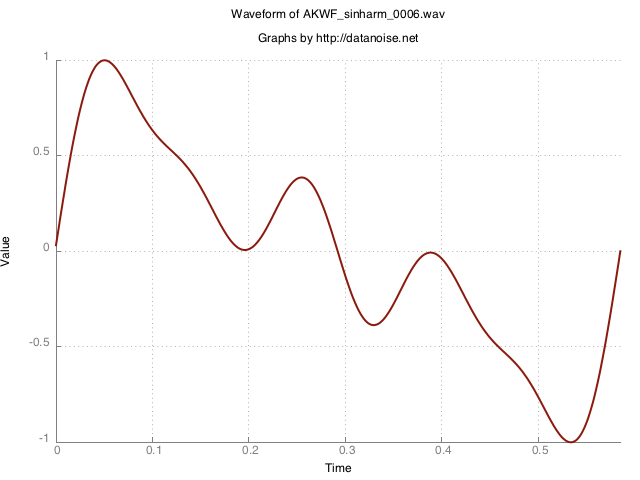 Waveform of AKWF_sinharm_0006.wav
Graphs by http://datanoise.net
1
0.5
0
-0.5
-1
Value
0 0.1 0.2 0.3 0.4 0.5
Time